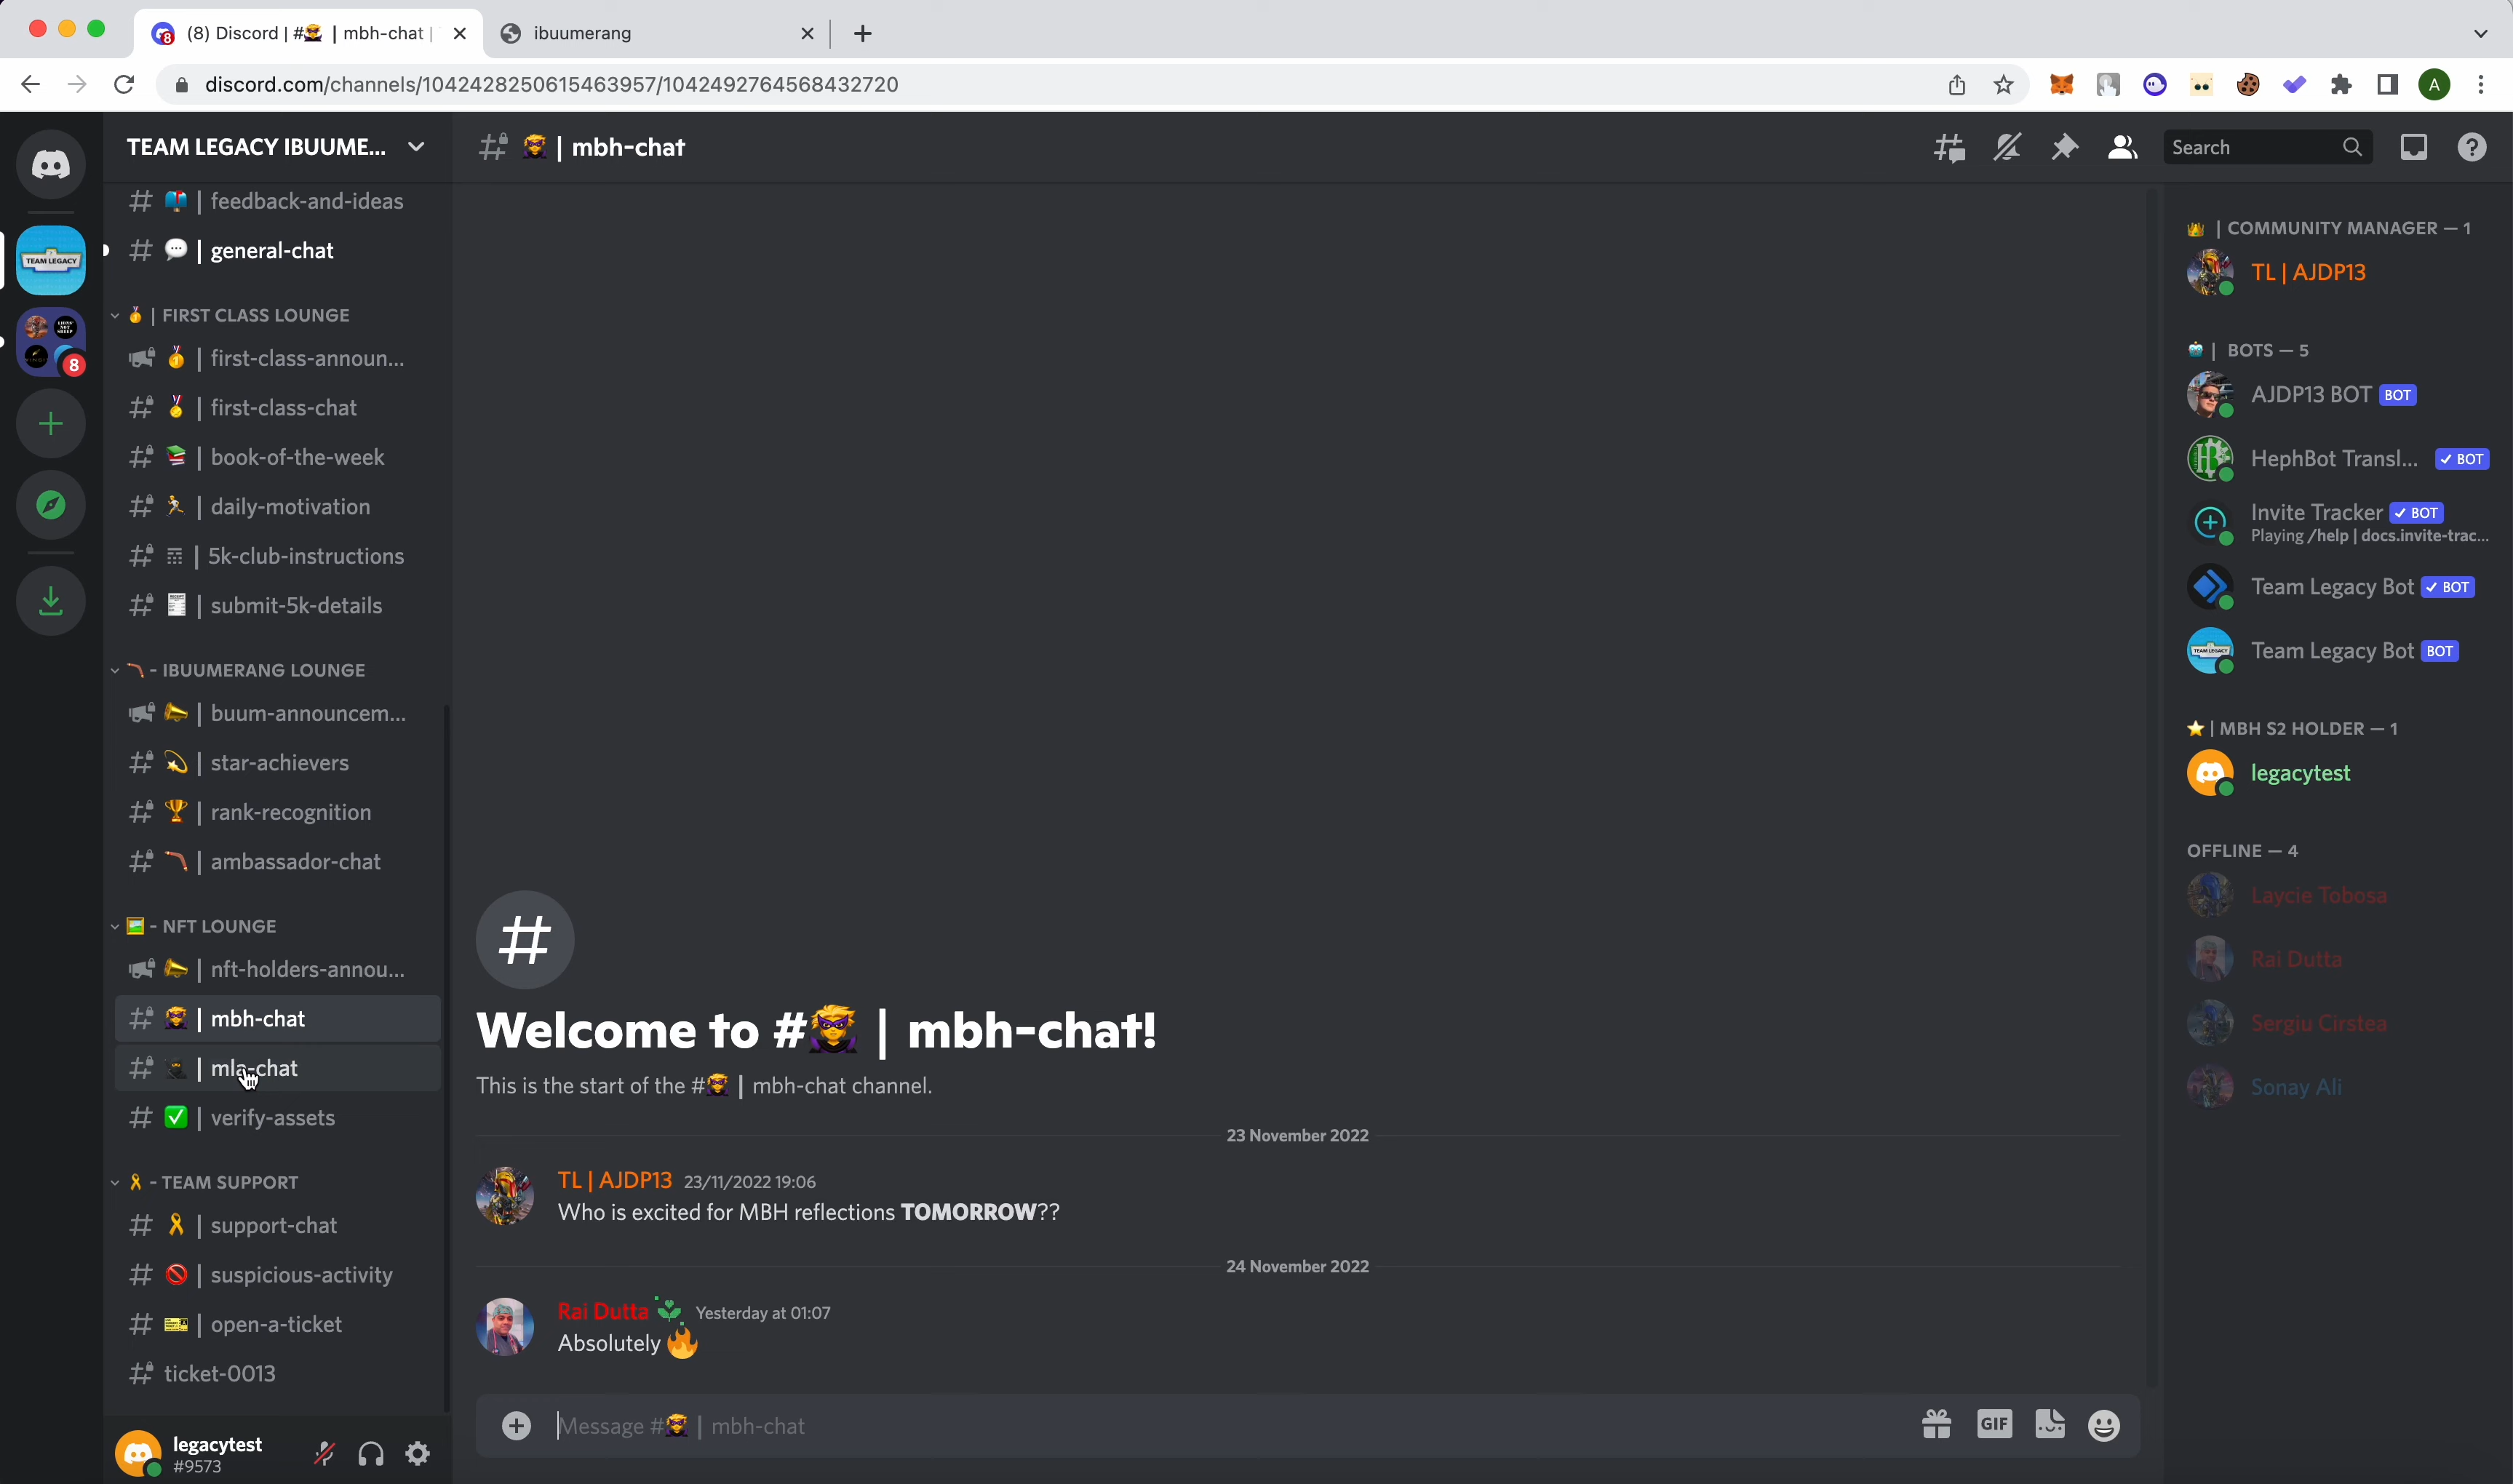 (8) Discord | # | mbh-chat |
ibuumerang
discord.com/channels/1042428250615463957/1042492764568432720
A
TEAM LEGACY IBUUME...
# | mbh-chat
Search
TEAM LEGACY
8
# | feedback-and-ideas
# | general-chat
| FIRST CLASS LOUNGE
| first-class-announ...
# | first-class-chat
# | book-of-the-week
# | daily-motivation
# | 5k-club-instructions
# | submit-5k-details
- IBUUMERANG LOUNGE
| buum-announcem...
# | star-achievers
# | rank-recognition
# | ambassador-chat
- NFT LOUNGE
| nft-holders-annou...
# | mbh-chat
# | mla-chat
# | verify-assets
- TEAM SUPPORT
# | support-chat
# | suspicious-activity
# | open-a-ticket
# ticket-0013
legacytest
#9573
#
Welcome to # | mbh-chat!
This is the start of the # | mbh-chat channel.
23 November 2022
TL | AJDP13 23/11/2022 19:06
Who is excited for MBH reflections TOMORROW??
24 November 2022
Rai Dutta Yesterday at 01:07
Absolutely 🔥
Message # | mbh-chat
GIF
| COMMUNITY MANAGER — 1
TL | AJDP13
| BOTS — 5
AJDP13 BOT BOT
HephBot Transl... ✓ BOT
Invite Tracker ✓ BOT
Playing /help | docs.invite-trac...
Team Legacy Bot ✓ BOT
Team Legacy Bot BOT
⭐ | MBH S2 HOLDER — 1
legacytest
OFFLINE — 4
Laycie Tobosa
Rai Dutta
Sergiu Cirstea
Sonay Ali